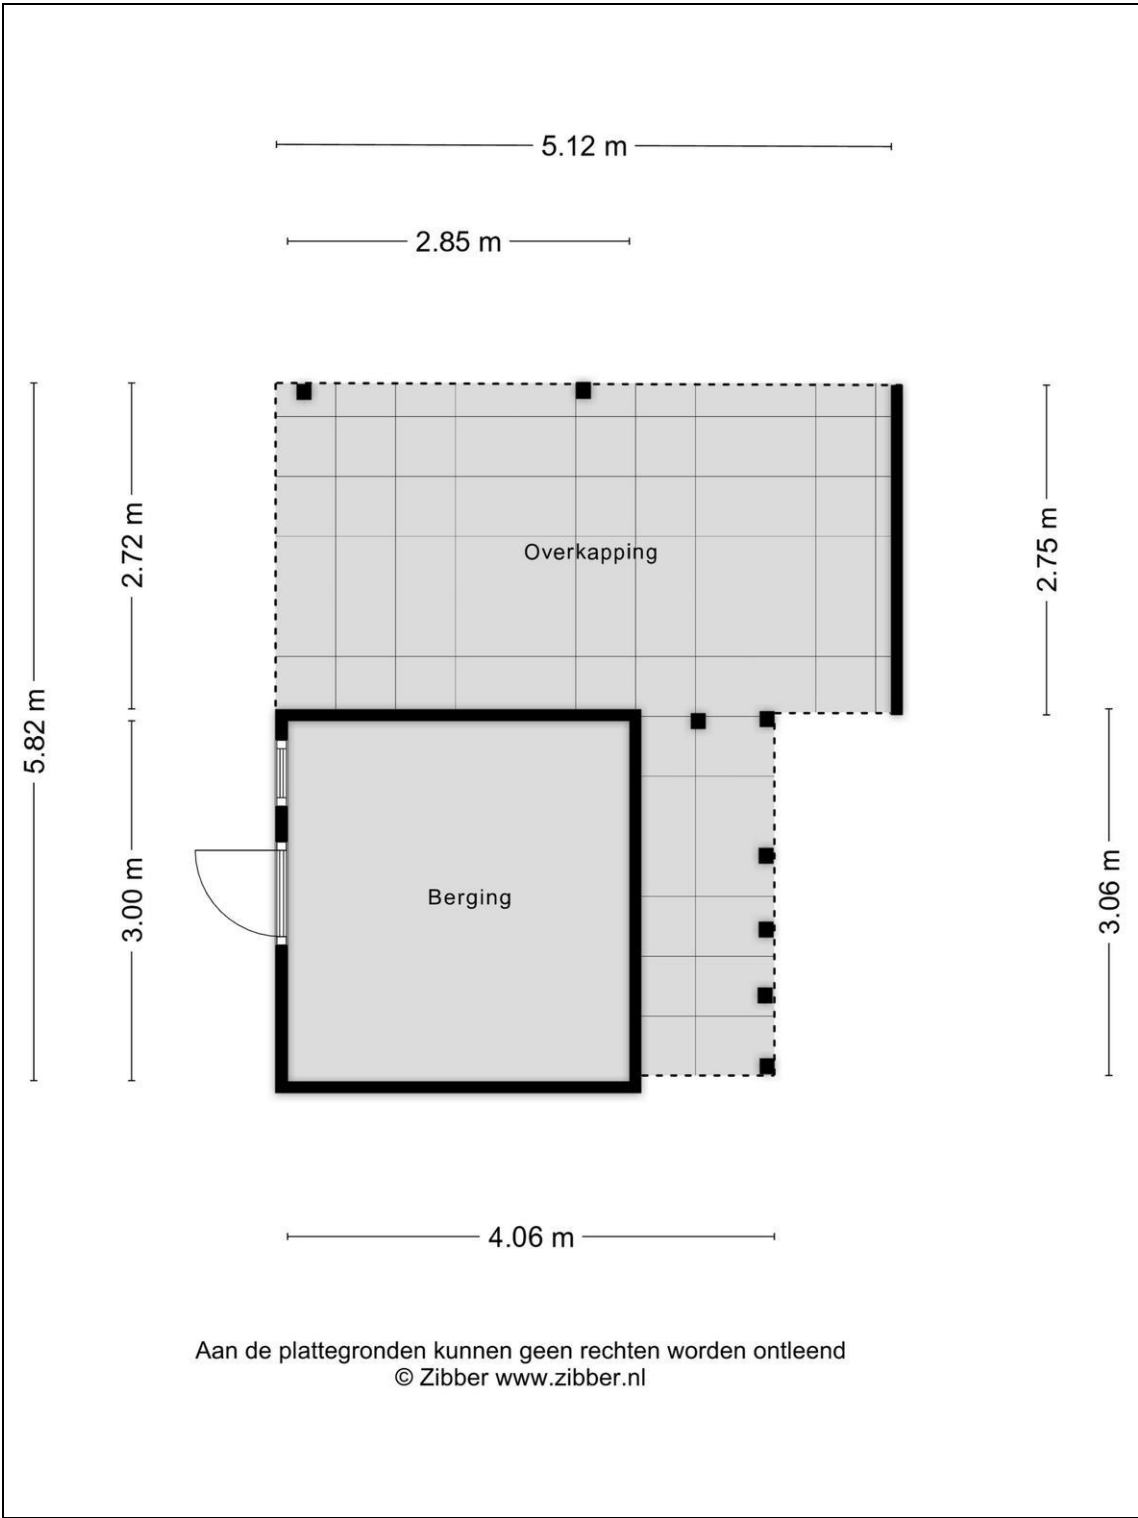 5.12 m
2.85 m
2.72 m
2.75 m
Overkapping
5.82 m
3.00 m
Berging
3.06 m
4.06 m
Aan de plattegronden kunnen geen rechten worden ontleend
© Zibber www.zibber.nl